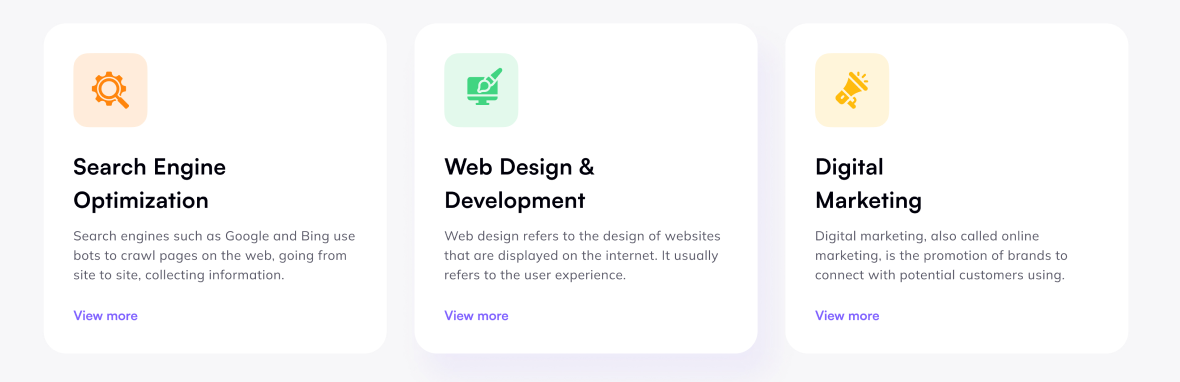 Search Engine
Optimization
Search engines such as Google and Bing use
bots to crawl pages on the web, going from
site to site, collecting information.
View more
Web Design &
Development
Web design refers to the design of websites
that are displayed on the internet. It usually
refers to the user experience.
View more
Digital
Marketing
Digital marketing, also called online
marketing, is the promotion of brands to
connect with potential customers using.
View more